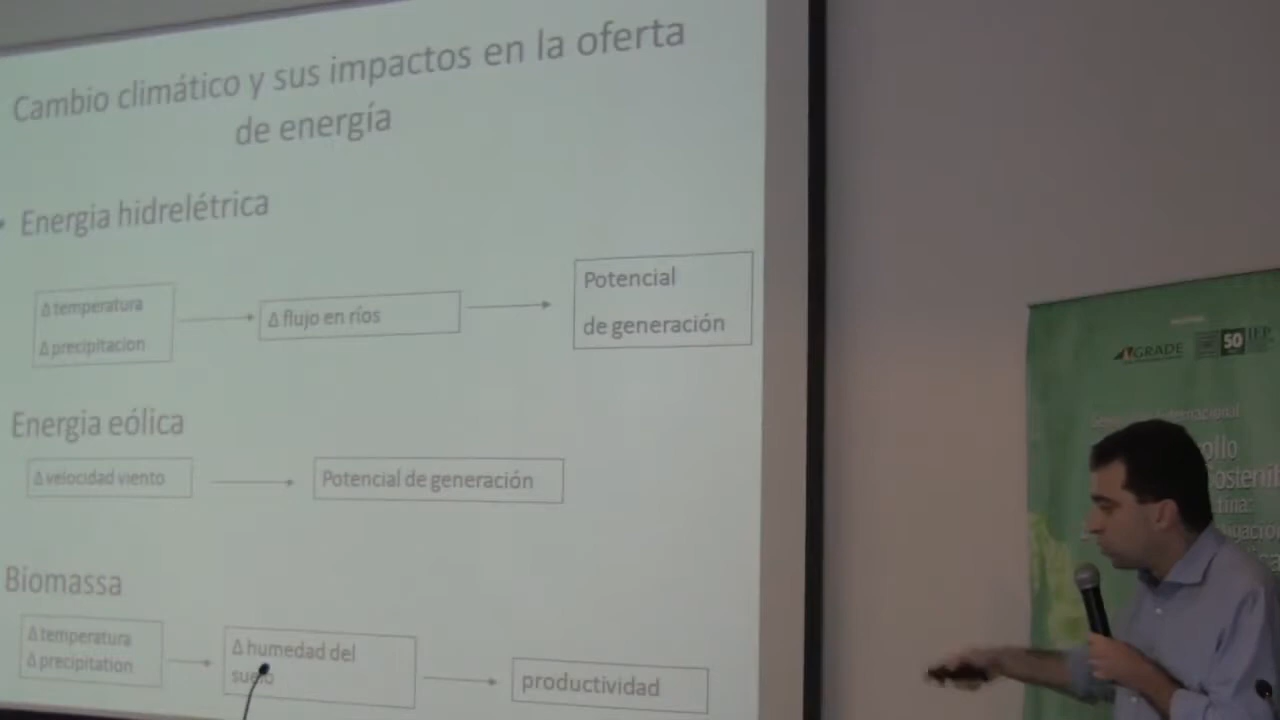 Cambio climático y sus impactos en la oferta
de energía
• Energia hidrelétrica
Δ temperatura
Δ precipitacion
Δ flujo en ríos
Potencial
de generación
Energia eólica
Δ velocidad viento
Potencial de generación
Biomassa
Δ temperatura
Δ precipitation
Δ humedad del
suelo
productividad
GRADE
50